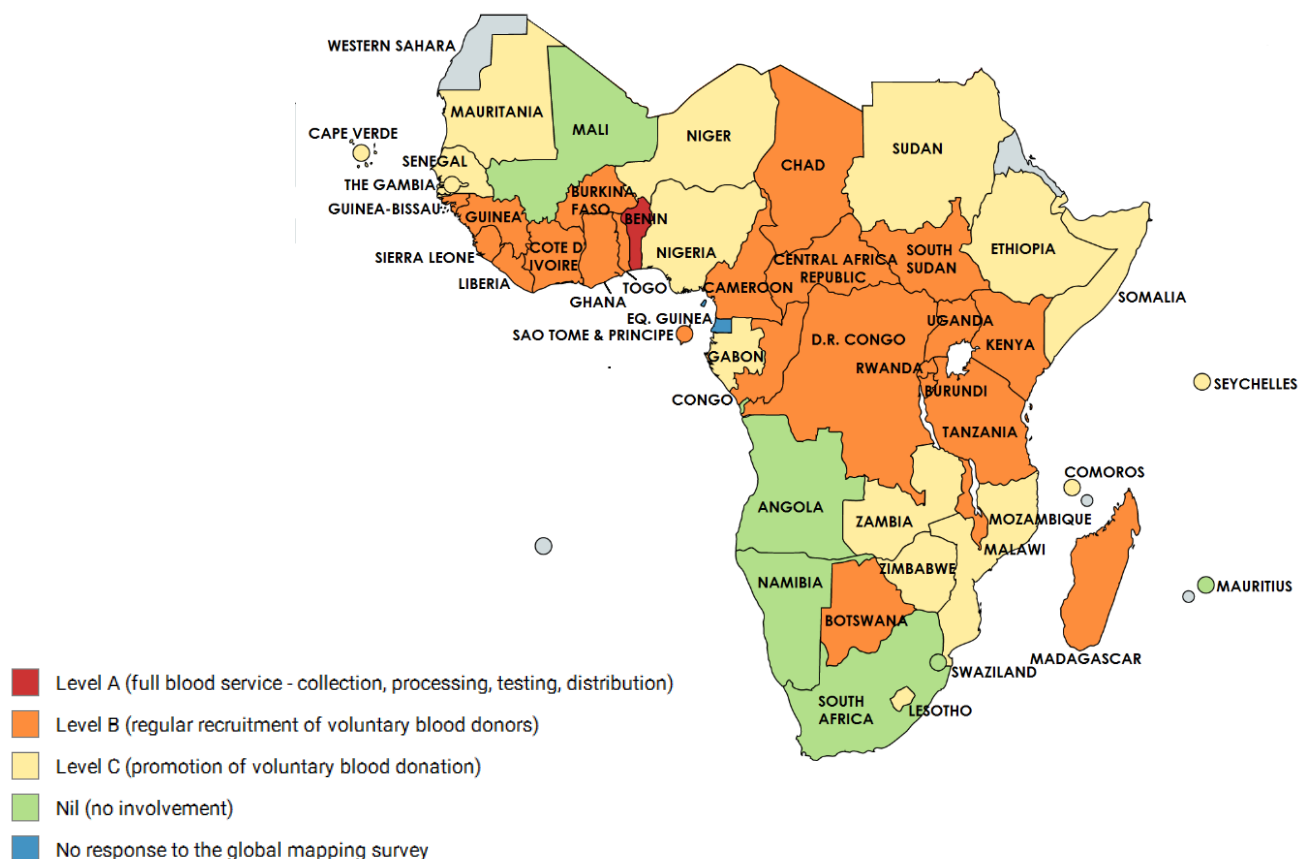 WESTERN SAHARA
MAURITANIA
MALI
NIGER
CHAD
SUDAN
CAPE VERDE
SENEGAL
THE GAMBIA
GUINEA-BISSAU
GUINEA
BURKINA
FASO
BENIN
NIGERIA
ETHIOPIA
SIERRA LEONE
COTE D
IVOIRE
CENTRAL AFRICA
REPUBLIC
SOUTH
SUDAN
LIBERIA
GHANA
TOGO
CAMEROON
SOMALIA
EQ. GUINEA
SAO TOME & PRINCIPE
UGANDA
KENYA
D.R. CONGO
GABON
RWANDA
BURUNDI
SEYCHELLES
CONGO
TANZANIA
COMOROS
ANGOLA
ZAMBIA
MOZAMBIQUE
MALAWI
ZIMBABWE
NAMIBIA
MAURITIUS
BOTSWANA
MADAGASCAR
SWAZILAND
SOUTH
AFRICA
LESOTHO
Level A (full blood service - collection, processing, testing, distribution)
Level B (regular recruitment of voluntary blood donors)
Level C (promotion of voluntary blood donation)
Nil (no involvement)
No response to the global mapping survey